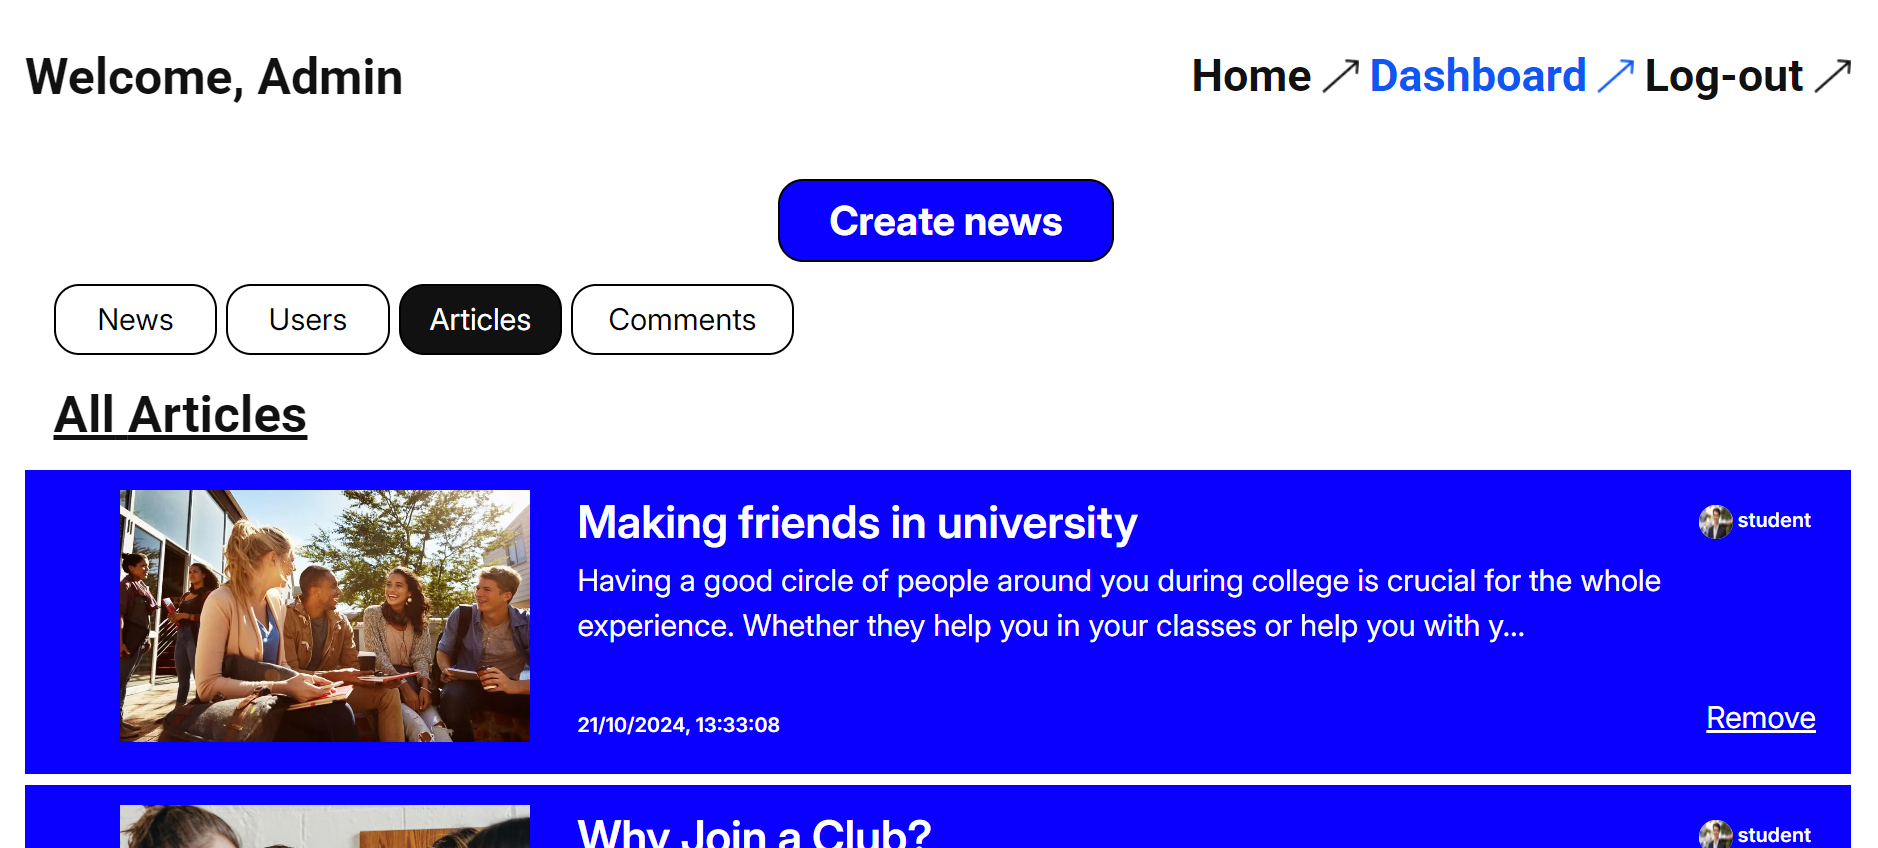 Welcome, Admin
Home Dashboard Log-out
Create news
News Users Articles Comments
All Articles
Making friends in university
student
Having a good circle of people around you during college is crucial for the whole
experience. Whether they help you in your classes or help you with y...
21/10/2024, 13:33:08
Remove
Why Join a Club?
student